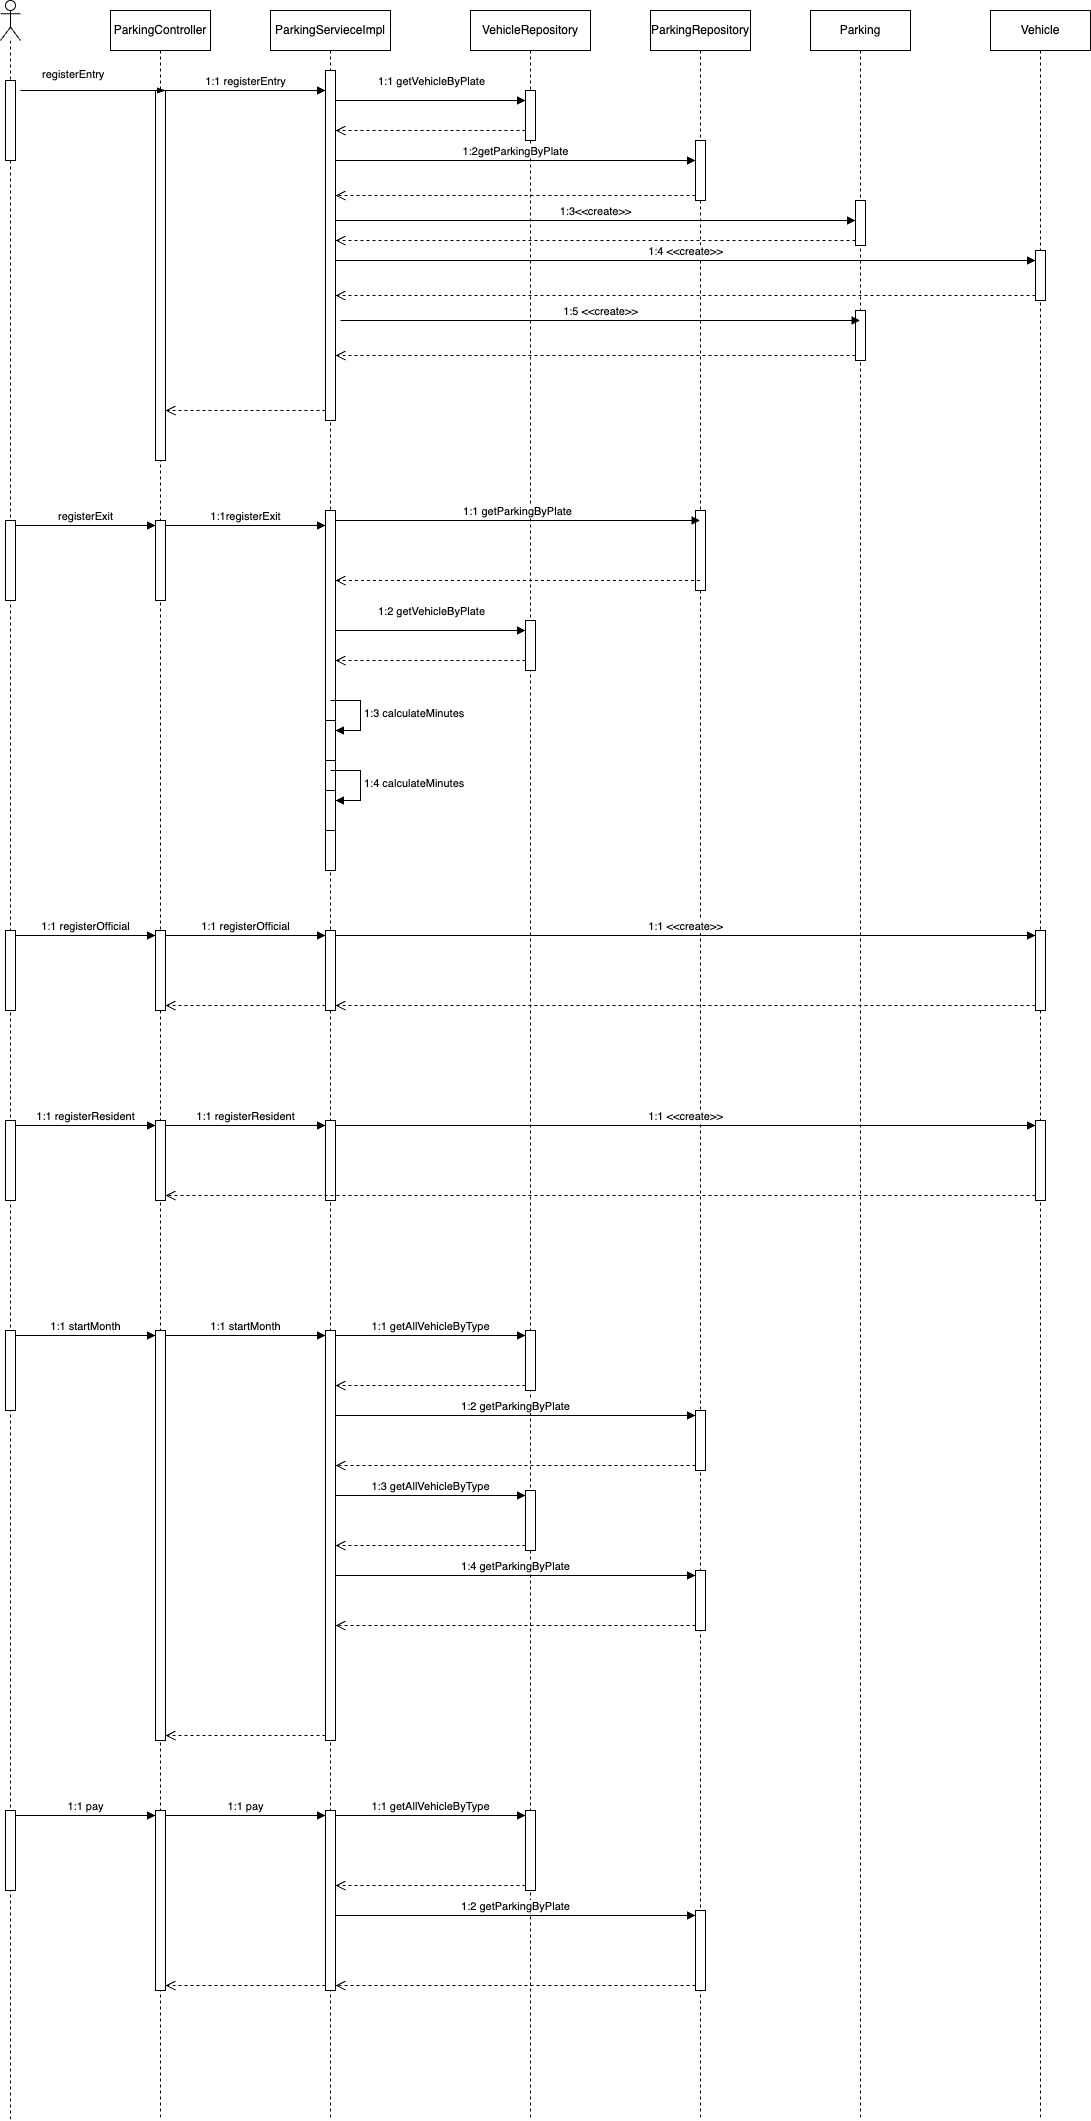 ParkingController
ParkingServieceImpl
VehicleRepository
ParkingRepository
Parking
Vehicle
registerEntry
1:1 registerEntry
1:1 getVehicleByPlate
1:2getParkingByPlate
1:3<<create>>
1:4 <<create>>
1:5 <<create>>
registerExit
1:1registerExit
1:1 getParkingByPlate
1:2 getVehicleByPlate
1:3 calculateMinutes
1:4 calculateMinutes
1:1 registerOfficial
1:1 registerOfficial
1:1 <<create>>
1:1 registerResident
1:1 registerResident
1:1 <<create>>
1:1 startMonth
1:1 startMonth
1:1 getAllVehicleByType
1:2 getParkingByPlate
1:3 getAllVehicleByType
1:4 getParkingByPlate
1:1 pay
1:1 pay
1:1 getAllVehicleByType
1:2 getParkingByPlate